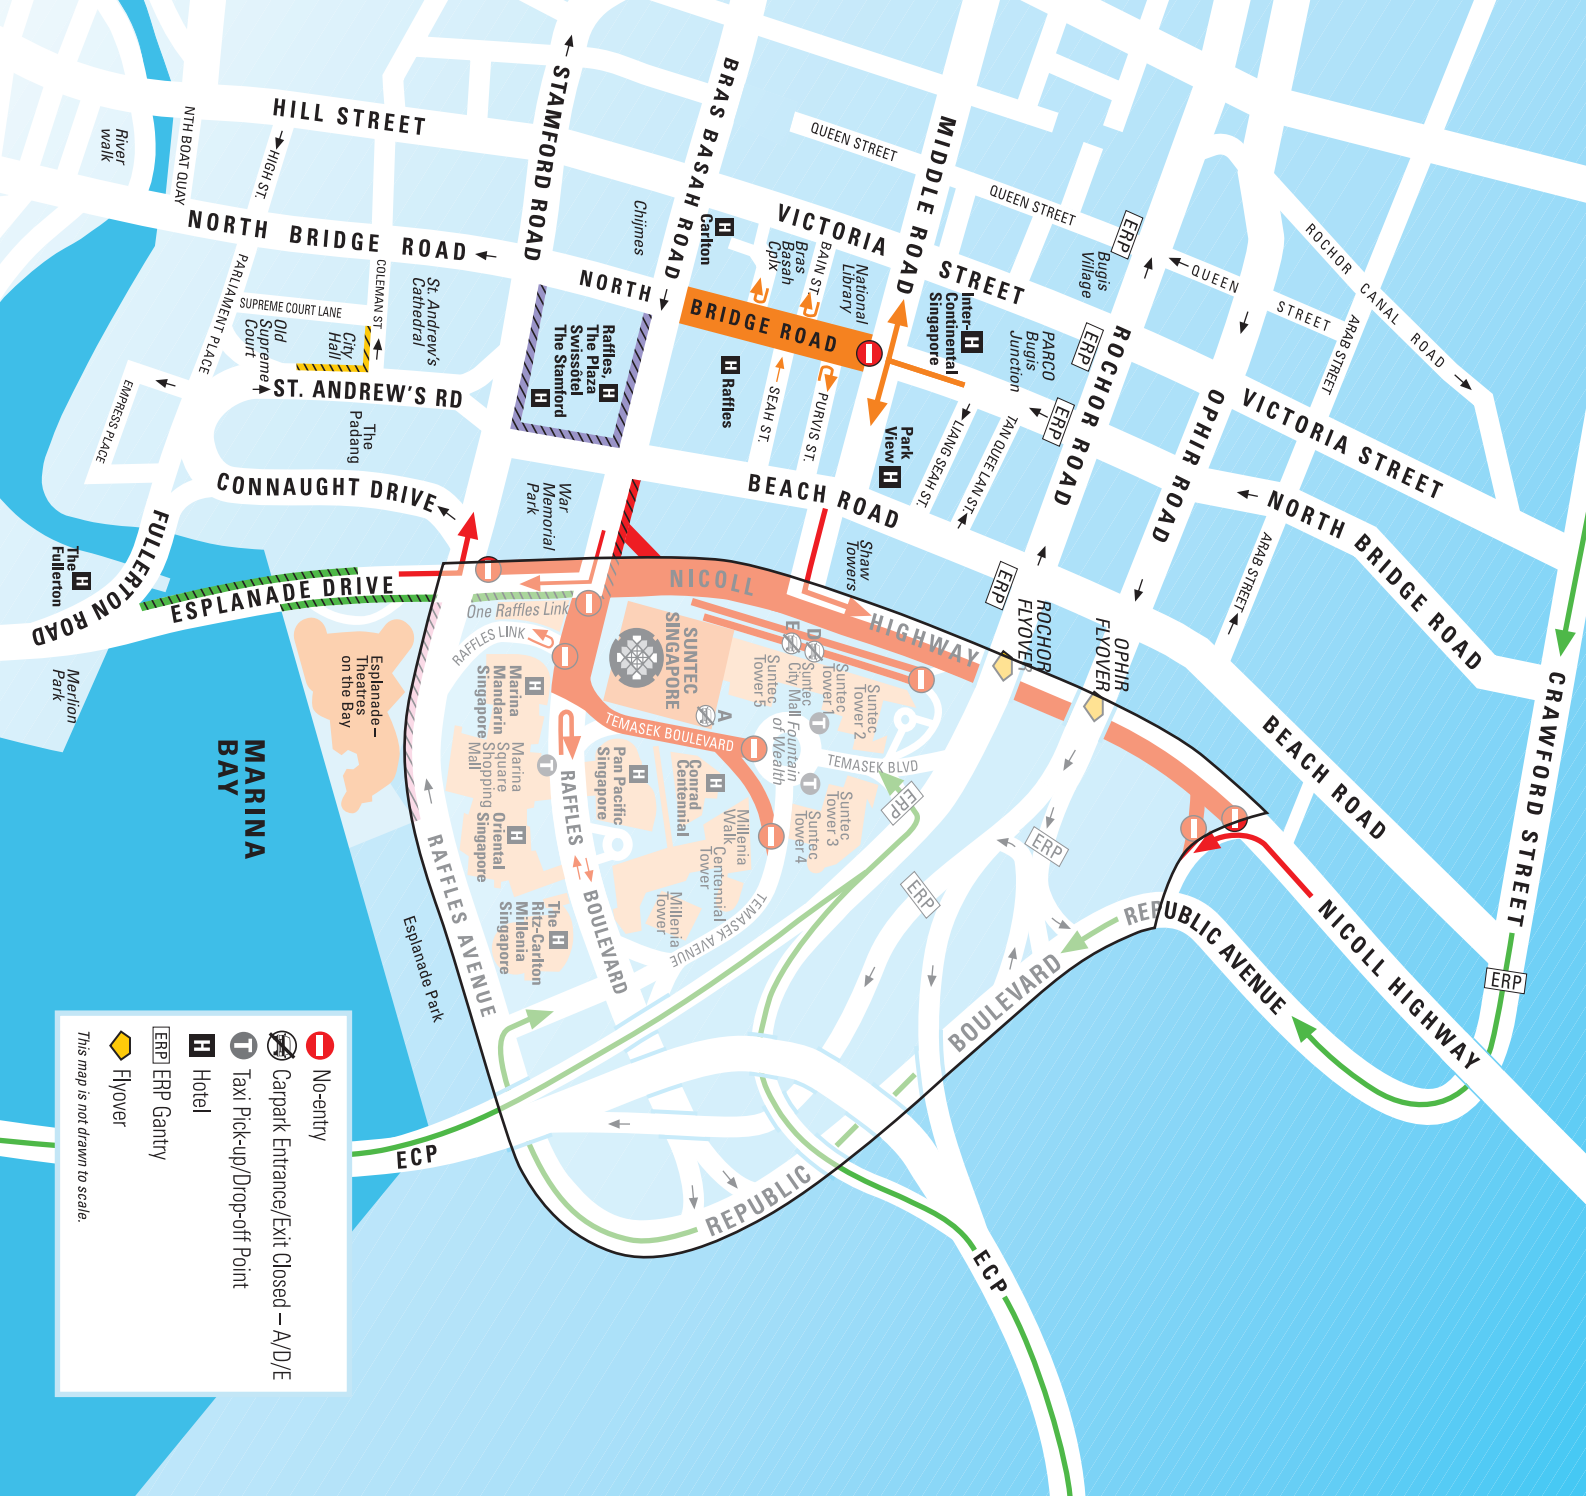 HILL STREET
STAMFORD ROAD
BRAS BASAH ROAD
MIDDLE ROAD
QUEEN STREET
QUEEN STREET
QUEEN
STREET
ROCHOR CANAL ROAD
NTH BOAT QUAY
River
walk
HIGH ST.
NORTH BRIDGE ROAD
PARLIAMENT PLACE
COLEMAN ST
SUPREME COURT LANE
Old
Supreme
Court
City
Hall
St. Andrew's
Cathedral
ST. ANDREW'S RD
EMPRESS PLACE
The
Padang
CONNAUGHT DRIVE
FULLERTON ROAD
H
The
Fullerton
ESPLANADE DRIVE
Merlion
Park
MARINA
BAY
Esplanade–
Theatres
on the Bay
Chijmes
H
Carlton
NORTH
BRIDGE ROAD
VICTORIA STREET
Bras
Basah
Cplx
BAIN ST.
National
Library
H
Inter-
Continental
Singapore
PARCO
Bugis
Junction
Bugis
Village
ERP
ERP
ERP
ERP
ROCHOR ROAD
OPHIR ROAD
ARAB STREET
VICTORIA STREET
NORTH BRIDGE ROAD
ARAB STREET
BEACH ROAD
CRAWFORD STREET
ERP
NICOLL HIGHWAY
REPUBLIC AVENUE
H
Raffles,
The Plaza
Swissôtel
The Stamford
H
H Raffles
SEAH ST.
PURVIS ST.
Park
View H
LIANG SEAH ST.
TAN QUEE LAN ST.
BEACH ROAD
War
Memorial
Park
Shaw
Towers
ROCHOR
FLYOVER
OPHIR
FLYOVER
NICOLL HIGHWAY
One Raffles Link
RAFFLES LINK
SUNTEC
SINGAPORE
E
D
A
Suntec
Tower 5
Suntec
City Mall
Suntec
Tower 1
Suntec
Tower 2
T
Fountain
of Wealth
TEMASEK BOULEVARD
TEMASEK BLVD
T
Suntec
Tower 3
Suntec
Tower 4
H
Marina
Mandarin
Singapore
Marina
Square
Shopping
Mall
T
H
Pan Pacific
Singapore
H
Conrad
Centennial
Millenia
Walk
Centennial
Tower
Millenia
Tower
H
Oriental
Singapore
H
The
Ritz-Carlton
Millenia
Singapore
RAFFLES BOULEVARD
RAFFLES AVENUE
TEMASEK AVENUE
ERP
ERP
ERP
Esplanade Park
REPUBLIC
BOULEVARD
ECP
ECP
No-entry
Carpark Entrance/Exit Closed – A/D/E
T Taxi Pick-up/Drop-off Point
H Hotel
ERP ERP Gantry
Flyover
This map is not drawn to scale.